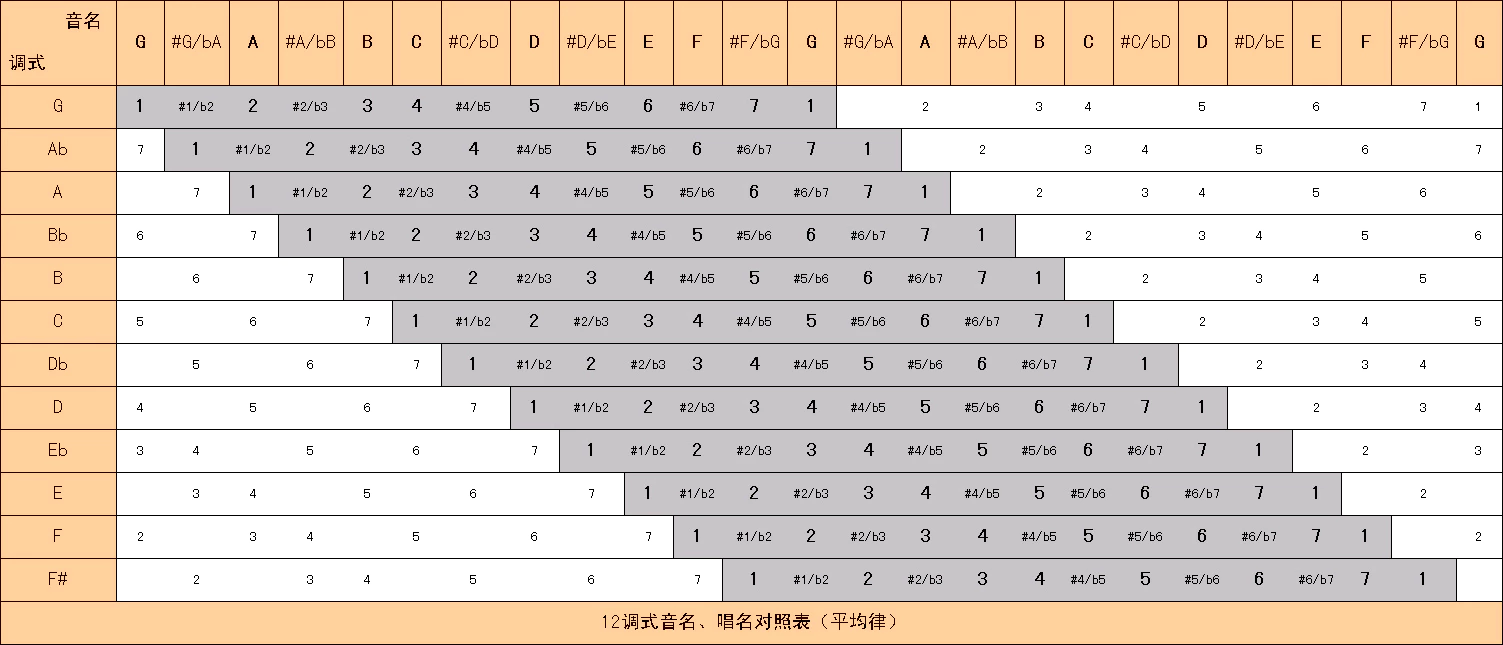 音名
调式 G #G/bA A #A/bB B C #C/bD D #D/bE E F #F/bG G #G/bA A #A/bB B C #C/bD D #D/bE E F #F/bG G
G 1 #1/b2 2 #2/b3 3 4 #4/b5 5 #5/b6 6 #6/b7 7 1 2 3 4 5 6 7 1
Ab 7 1 #1/b2 2 #2/b3 3 4 #4/b5 5 #5/b6 6 #6/b7 7 1 2 3 4 5 6 7
A 7 1 #1/b2 2 #2/b3 3 4 #4/b5 5 #5/b6 6 #6/b7 7 1 2 3 4 5 6
Bb 6 7 1 #1/b2 2 #2/b3 3 4 #4/b5 5 #5/b6 6 #6/b7 7 1 2 3 4 5 6
B 6 7 1 #1/b2 2 #2/b3 3 4 #4/b5 5 #5/b6 6 #6/b7 7 1 2 3 4 5
C 5 6 7 1 #1/b2 2 #2/b3 3 4 #4/b5 5 #5/b6 6 #6/b7 7 1 2 3 4 5
Db 5 6 7 1 #1/b2 2 #2/b3 3 4 #4/b5 5 #5/b6 6 #6/b7 7 1 2 3 4
D 4 5 6 7 1 #1/b2 2 #2/b3 3 4 #4/b5 5 #5/b6 6 #6/b7 7 1 2 3 4
Eb 3 4 5 6 7 1 #1/b2 2 #2/b3 3 4 #4/b5 5 #5/b6 6 #6/b7 7 1 2 3
E 3 4 5 6 7 1 #1/b2 2 #2/b3 3 4 #4/b5 5 #5/b6 6 #6/b7 7 1 2
F 2 3 4 5 6 7 1 #1/b2 2 #2/b3 3 4 #4/b5 5 #5/b6 6 #6/b7 7 1 2
F# 2 3 4 5 6 7 1 #1/b2 2 #2/b3 3 4 #4/b5 5 #5/b6 6 #6/b7 7 1
12调式音名、唱名对照表（平均律）